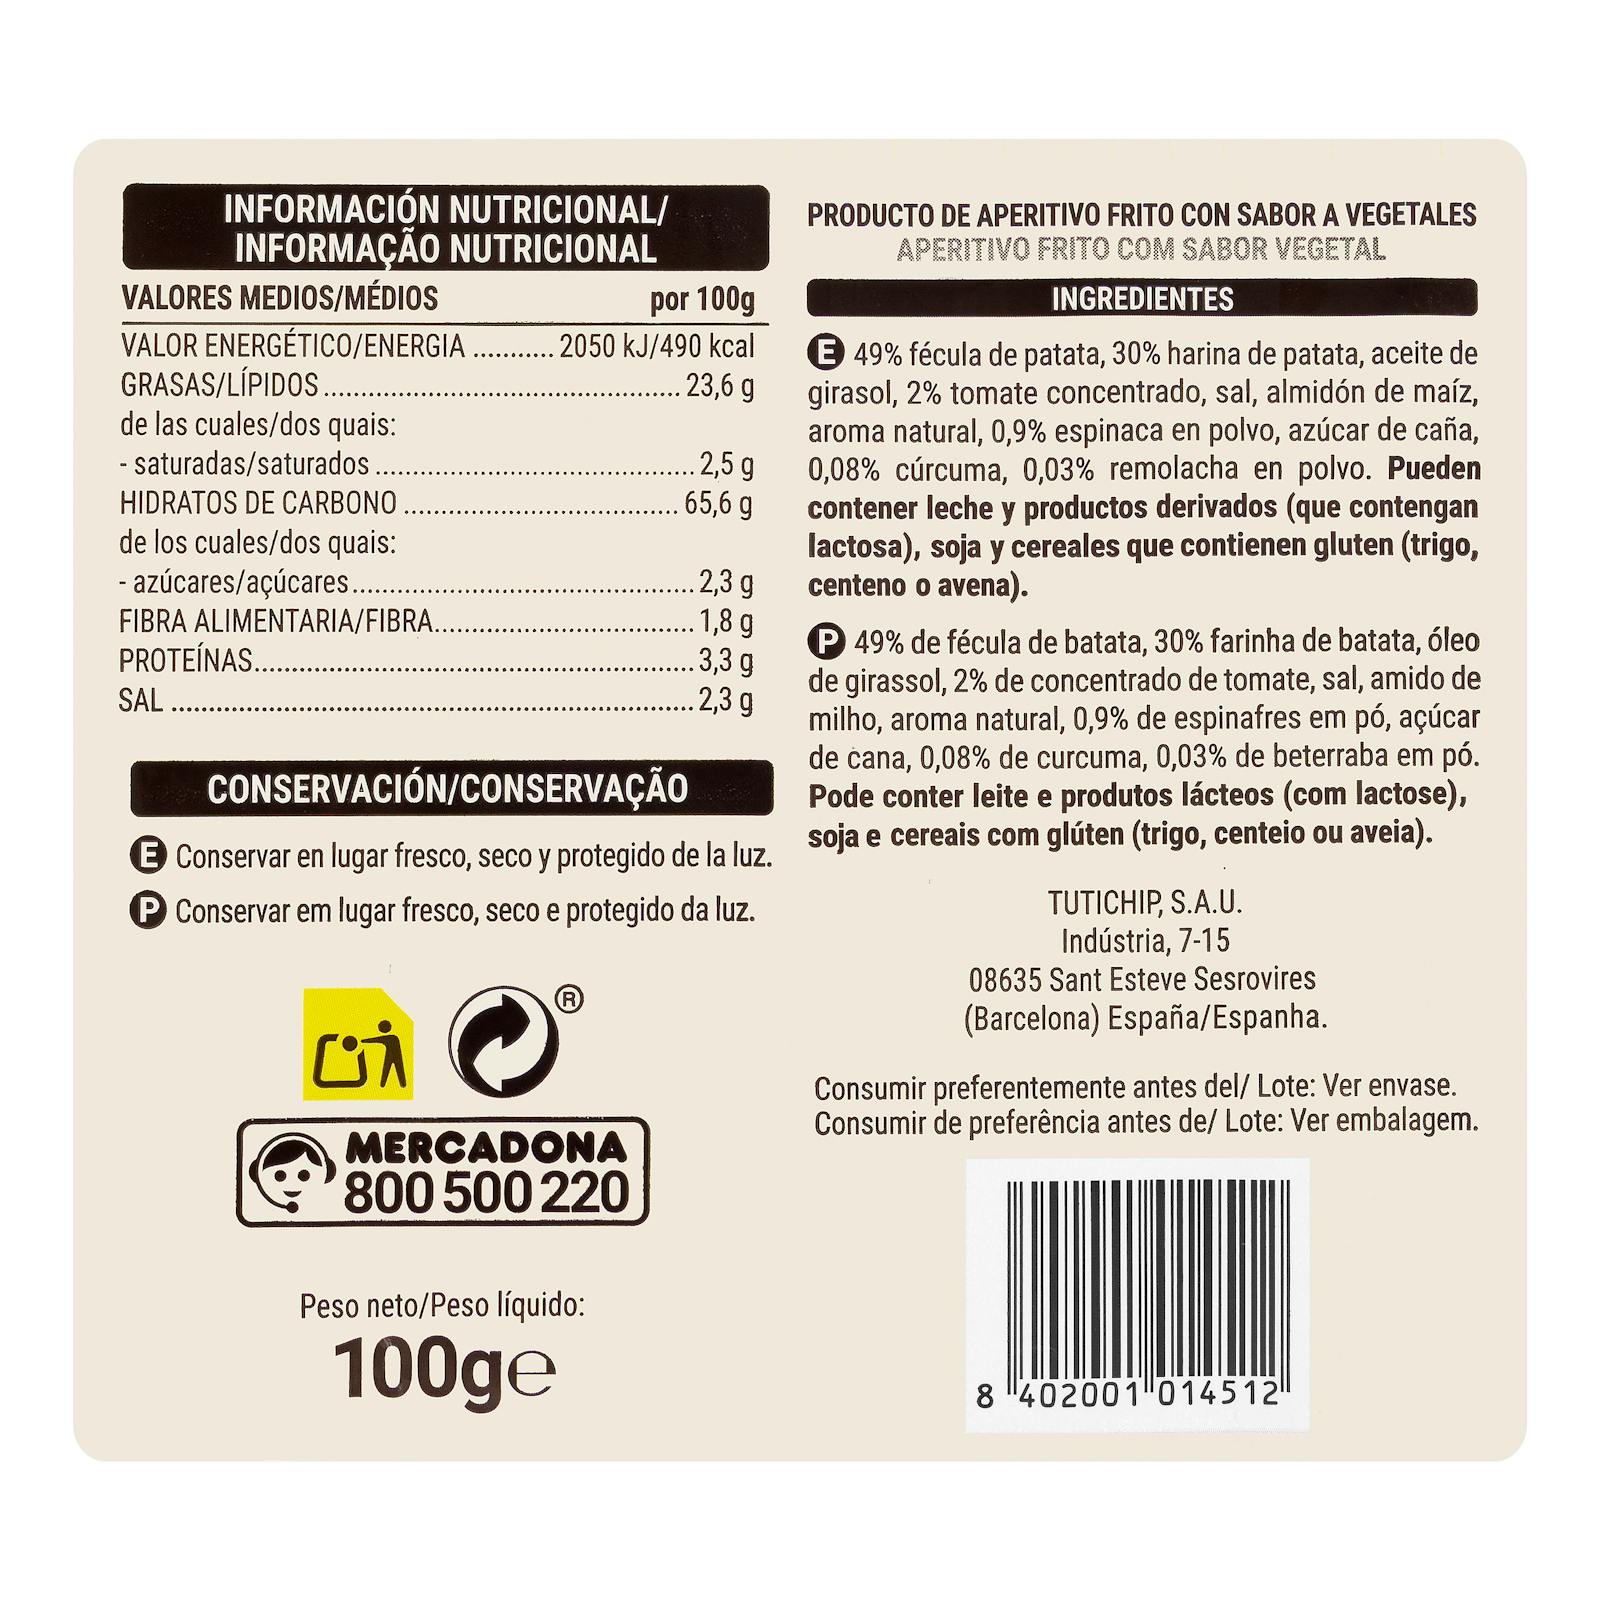 INFORMACIÓN NUTRICIONAL/
INFORMAÇÃO NUTRICIONAL
VALORES MEDIOS/MÉDIOS por 100g
VALOR ENERGÉTICO/ENERGIA ........... 2050 kJ/490 kcal
GRASAS/LÍPIDOS ............................................. 23,6 g
de las cuales/dos quais:
- saturadas/saturados ........................................ 2,5 g
HIDRATOS DE CARBONO .................................. 65,6 g
de los cuales/dos quais:
- azúcares/açúcares........................................... 2,3 g
FIBRA ALIMENTARIA/FIBRA................................ 1,8 g
PROTEÍNAS....................................................... 3,3 g
SAL ................................................................. 2,3 g
CONSERVACIÓN/CONSERVAÇÃO
E Conservar en lugar fresco, seco y protegido de la luz.
P Conservar em lugar fresco, seco e protegido da luz.
®
MERCADONA
800 500 220
Peso neto/Peso líquido:
100g℮
PRODUCTO DE APERITIVO FRITO CON SABOR A VEGETALES
APERITIVO FRITO COM SABOR VEGETAL
INGREDIENTES
E 49% fécula de patata, 30% harina de patata, aceite de
girasol, 2% tomate concentrado, sal, almidón de maíz,
aroma natural, 0,9% espinaca en polvo, azúcar de caña,
0,08% cúrcuma, 0,03% remolacha en polvo. Pueden
contener leche y productos derivados (que contengan
lactosa), soja y cereales que contienen gluten (trigo,
centeno o avena).
P 49% de fécula de batata, 30% farinha de batata, óleo
de girassol, 2% de concentrado de tomate, sal, amido de
milho, aroma natural, 0,9% de espinafres em pó, açúcar
de cana, 0,08% de curcuma, 0,03% de beterraba em pó.
Pode conter leite e produtos lácteos (com lactose),
soja e cereais com glúten (trigo, centeio ou aveia).
TUTICHIP, S.A.U.
Indústria, 7-15
08635 Sant Esteve Sesrovires
(Barcelona) España/Espanha.
Consumir preferentemente antes del/ Lote: Ver envase.
Consumir de preferência antes de/ Lote: Ver embalagem.
8 402001 014512